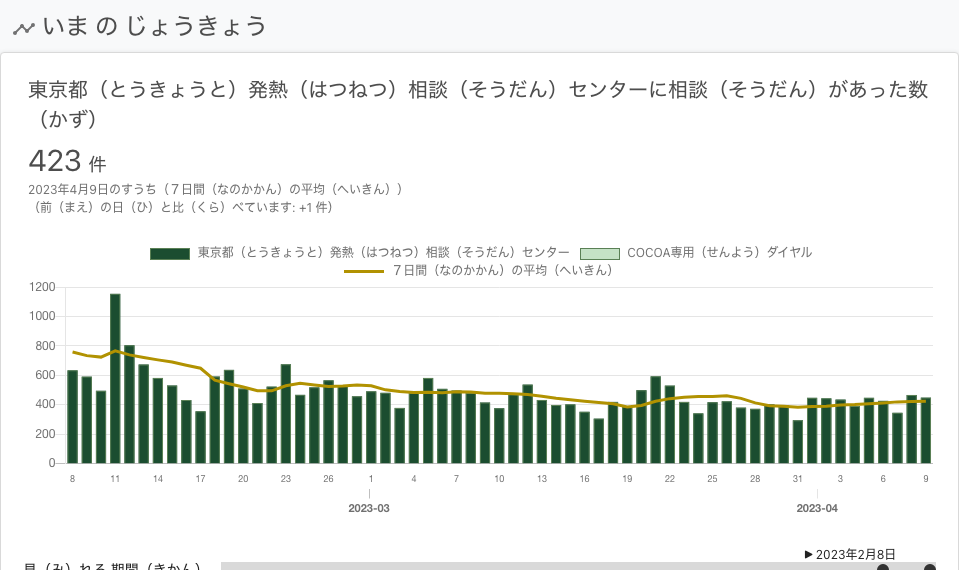 いま の じょうきょう
東京都（とうきょうと）発熱（はつねつ）相談（そうだん）センターに相談（そうだん）があった数
（かず）
423 件
2023年4月9日のすうち（７日間（なのかかん）の平均（へいきん））
（前（まえ）の日（ひ）と比（くら）べています: +1 件）
東京都（とうきょうと）発熱（はつねつ）相談（そうだん）センター COCOA専用（せんよう）ダイヤル
７日間（なのかかん）の平均（へいきん）
1200
1000
800
600
400
200
0
8 11 14 17 20 23 26 1 4 7 10 13 16 19 22 25 28 31 3 6 9
2023-03 2023-04
▶ 2023年2月8日
見（み）れる 期間（きかん）